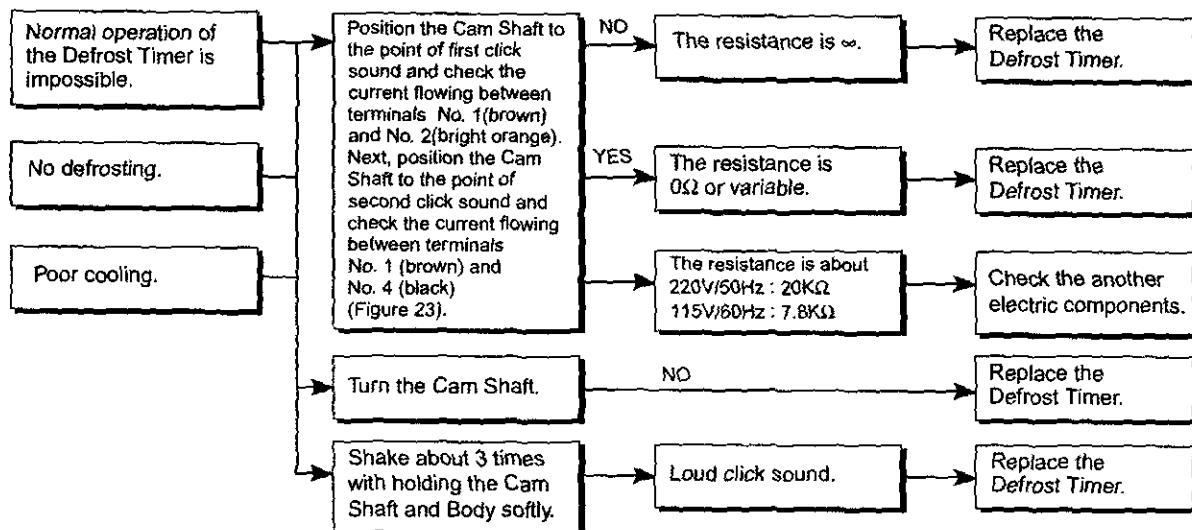 Normal operation of
the Defrost Timer is
impossible.
No defrosting.
Poor cooling.
Position the Cam Shaft to
the point of first click
sound and check the
current flowing between
terminals No. 1(brown)
and No. 2(bright orange).
Next, position the Cam
Shaft to the point of
second click sound and
check the current flowing
between terminals
No. 1 (brown) and
No. 4 (black)
(Figure 23).
NO
The resistance is ∞.
Replace the
Defrost Timer.
YES
The resistance is
0Ω or variable.
Replace the
Defrost Timer.
The resistance is about
220V/50Hz : 20KΩ
115V/60Hz : 7.8KΩ
Check the another
electric components.
Turn the Cam Shaft.
NO
Replace the
Defrost Timer.
Shake about 3 times
with holding the Cam
Shaft and Body softly.
Loud click sound.
Replace the
Defrost Timer.